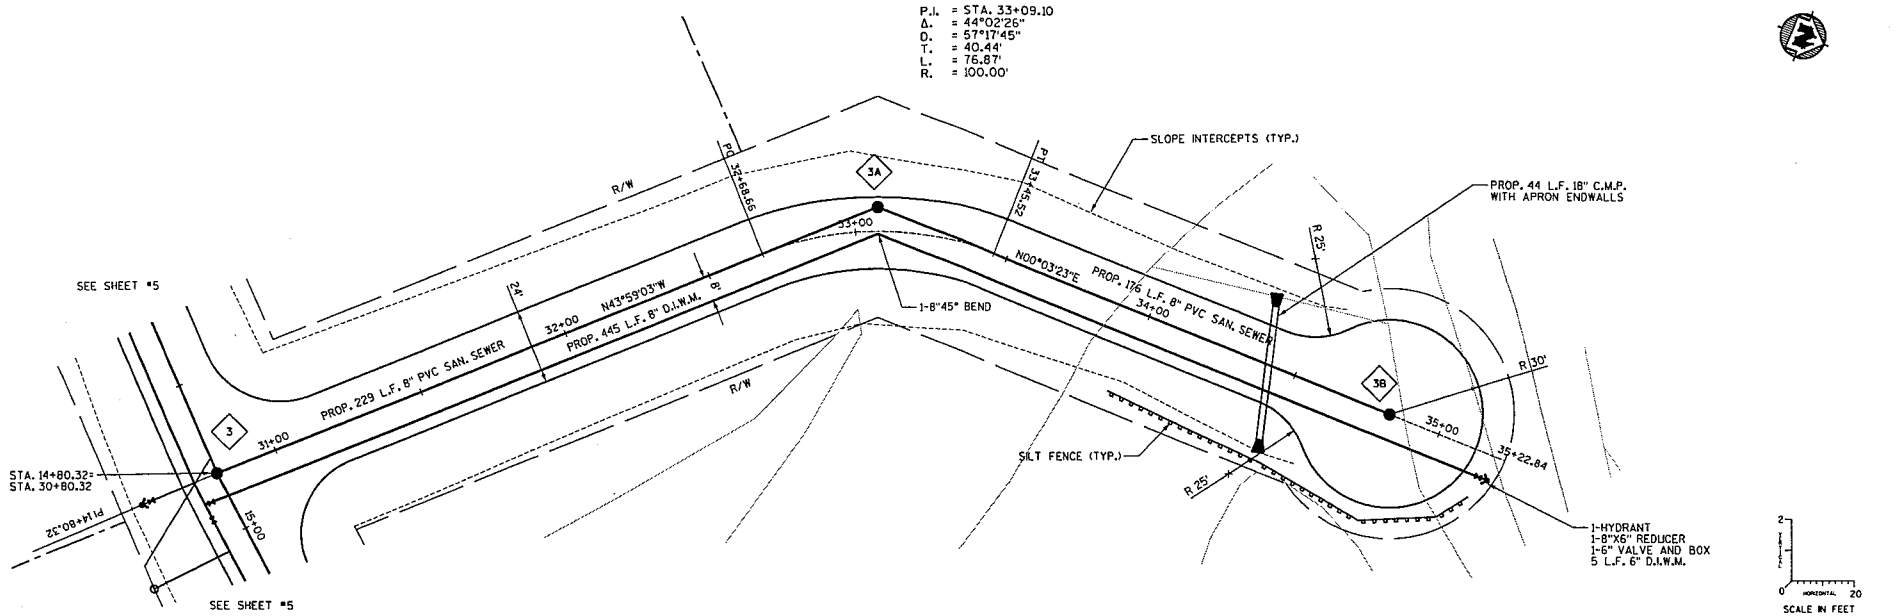 P.I. = STA. 33+09.10
Δ. = 44°02'26"
D. = 57°17'45"
T. = 40.44'
L. = 76.87'
R. = 100.00'
SLOPE INTERCEPTS (TYP.)
PROP. 44 L.F. 18" C.M.P.
WITH APRON ENDWALLS
R/W
PC 32+68.66
3A
33+00
PT 33+45.52
R 25'
SEE SHEET #5
24'
32+00
N43°59'03"W
8'
N00°03'23"E
PROP. 176 L.F. 8" PVC SAN. SEWER
34+00
1-8"45° BEND
PROP. 229 L.F. 8" PVC SAN. SEWER
PROP. 445 L.F. 8" D.I.W.M.
R/W
3B
R 30'
3
31+00
35+00
35+22.84
SILT FENCE (TYP.)
R 25'
STA. 14+80.32=
STA. 30+80.32
PI 14+80.32
15+00
1-HYDRANT
1-8"X6" REDUCER
1-6" VALVE AND BOX
5 L.F. 6" D.I.W.M.
SEE SHEET #5
2
VERTICAL
0
HORIZONTAL
20
SCALE IN FEET